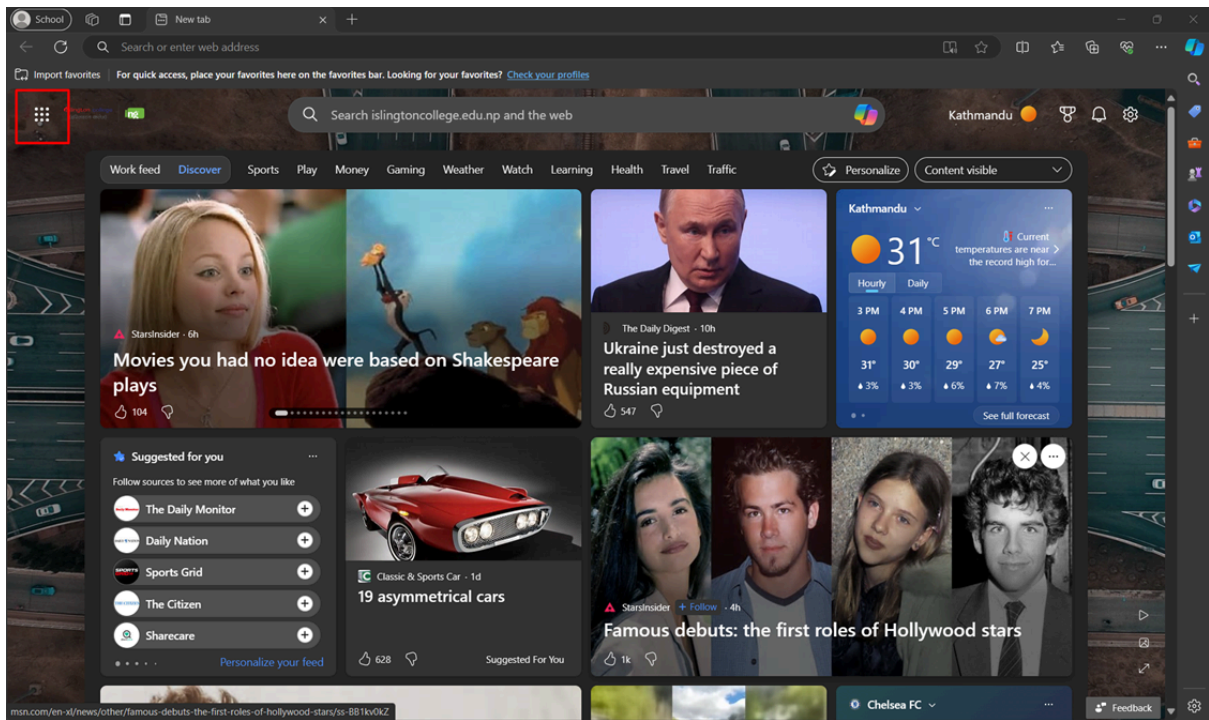 School
New tab
Search or enter web address
Import favorites
For quick access, place your favorites here on the favorites bar. Looking for your favorites? Check your profiles
ing
Search islingtoncollege.edu.np and the web
Kathmandu
Work feed Discover Sports Play Money Gaming Weather Watch Learning Health Travel Traffic
Personalize
Content visible
StarsInsider · 6h
Movies you had no idea were based on Shakespeare
plays
104
The Daily Digest · 10h
Ukraine just destroyed a
really expensive piece of
Russian equipment
547
Kathmandu
31 °C
Current
temperatures are near
the record high for...
Hourly Daily
3 PM 4 PM 5 PM 6 PM 7 PM
31° 30° 29° 27° 25°
3% 3% 6% 7% 4%
See full forecast
Suggested for you
Follow sources to see more of what you like
The Daily Monitor
Daily Nation
SPORTS
Sports Grid
The Citizen
Sharecare
Personalize your feed
Classic & Sports Car · 1d
19 asymmetrical cars
628
Suggested For You
StarsInsider + Follow · 4h
Famous debuts: the first roles of Hollywood stars
1k
Chelsea FC
Feedback
msn.com/en-xl/news/other/famous-debuts-the-first-roles-of-hollywood-stars/ss-BB1kv0kZ